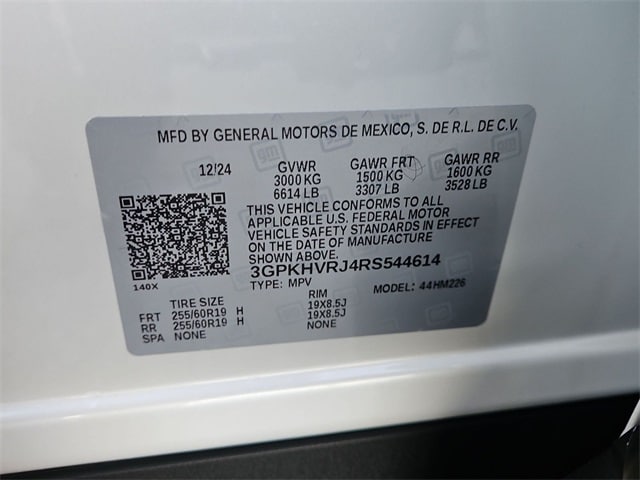 MFD BY GENERAL MOTORS DE MEXICO, S. DE R.L. DE C.V.
12/24 GVWR GAWR FRT GAWR RR
3000 KG 1500 KG 1600 KG
6614 LB 3307 LB 3528 LB
THIS VEHICLE CONFORMS TO ALL
APPLICABLE U.S. FEDERAL MOTOR
VEHICLE SAFETY STANDARDS IN EFFECT
ON THE DATE OF MANUFACTURE
SHOWN ABOVE.
3GPKHVRJ4RS544614
140X
TYPE: MPV MODEL: 44HM226
TIRE SIZE RIM
FRT 255/60R19 H 19X8.5J
RR 255/60R19 H 19X8.5J
SPA NONE NONE